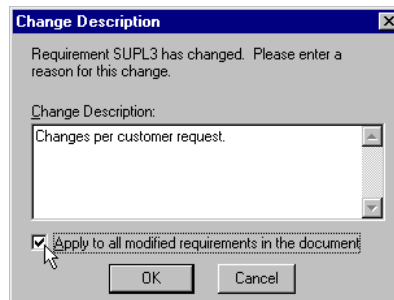 Change Description
Requirement SUPL3 has changed. Please enter a
reason for this change.
Change Description:
Changes per customer request.
Apply to all modified requirements in the document
OK Cancel